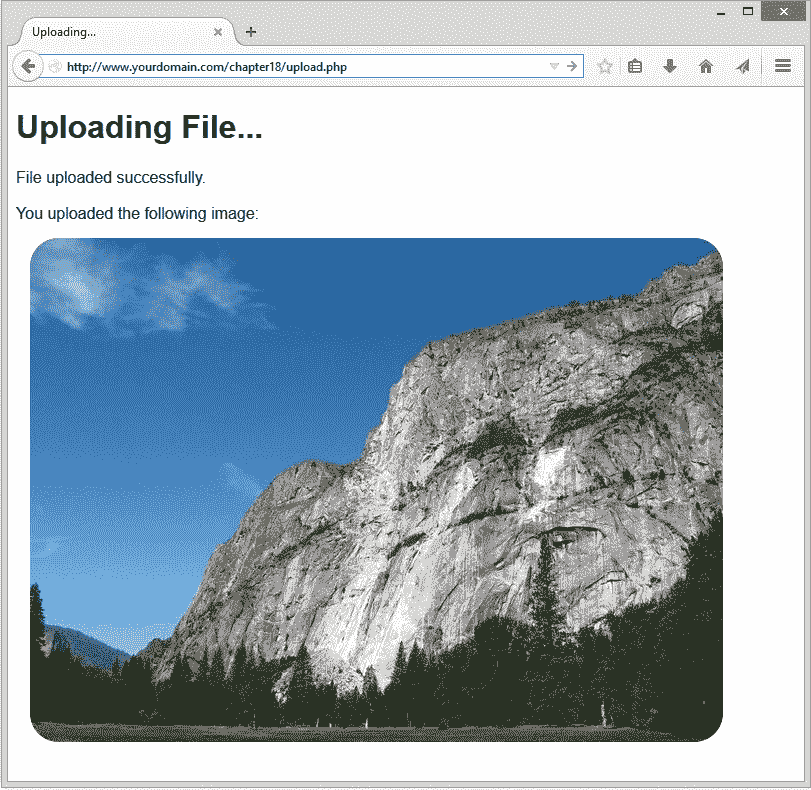 Uploading...
http://www.yourdomain.com/chapter18/upload.php
Uploading File...
File uploaded successfully.
You uploaded the following image: